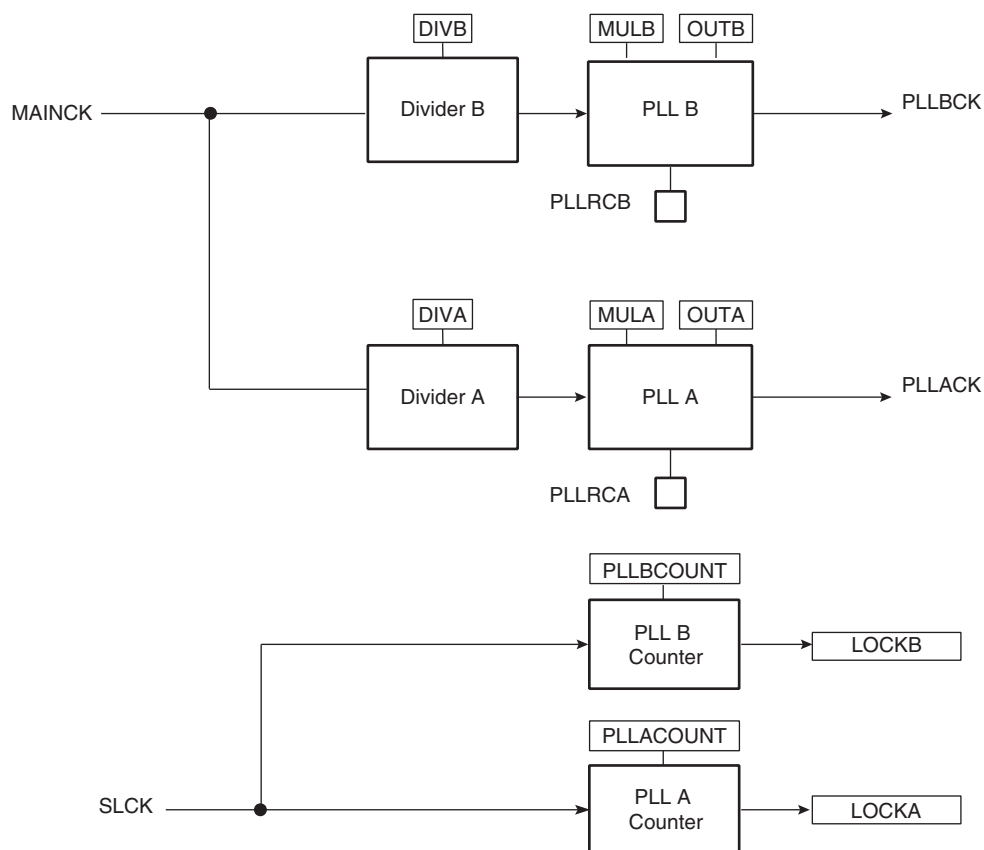 DIVB
MULB
OUTB
MAINCK
Divider B
PLL B
PLLBCK
PLLRCB
DIVA
MULA
OUTA
Divider A
PLL A
PLLACK
PLLRCA
PLLBCOUNT
PLL B
Counter
LOCKB
PLLACOUNT
SLCK
PLL A
Counter
LOCKA